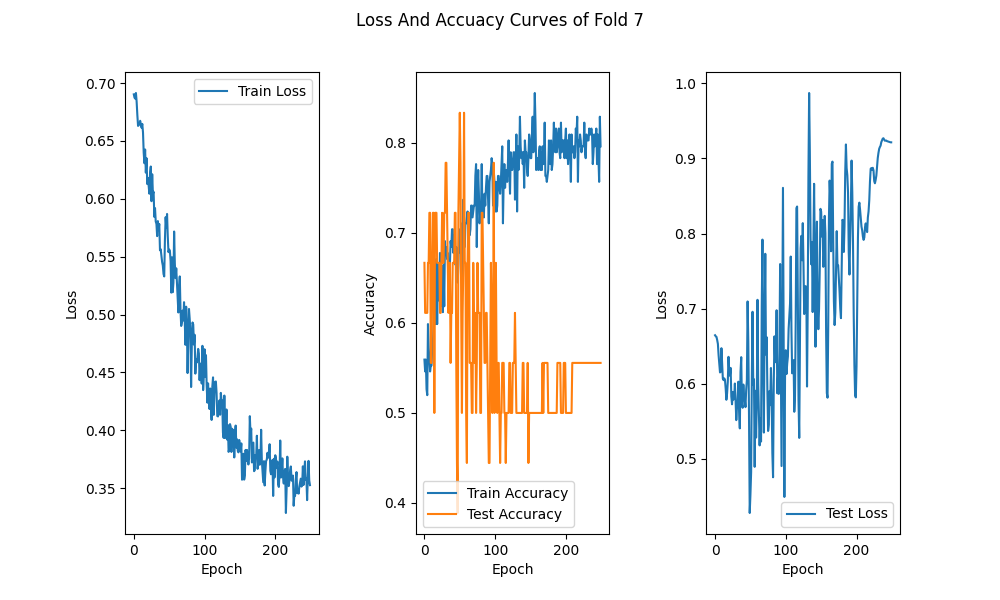 Loss And Accuacy Curves of Fold 7
0.70
0.65
0.60
0.55
0.50
0.45
0.40
0.35
Loss
Train Loss
0
100
200
Epoch
0.8
0.7
0.6
0.5
0.4
Accuracy
Train Accuracy
Test Accuracy
0
100
200
Epoch
1.0
0.9
0.8
0.7
0.6
0.5
Loss
Test Loss
0
100
200
Epoch